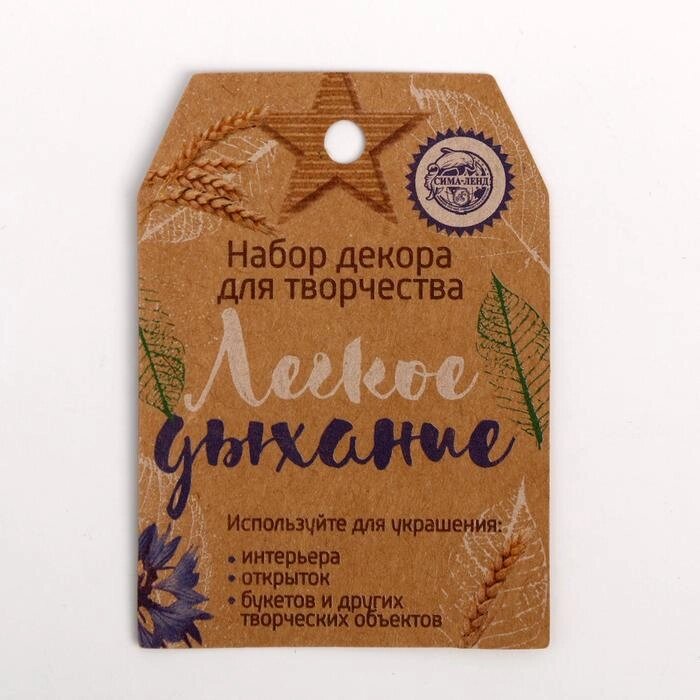 СИМА-ЛЕНД
Набор декора
для творчества
Легкое
дыхание
Используйте для украшения:
• интерьера
• открыток
• букетов и других
творческих объектов